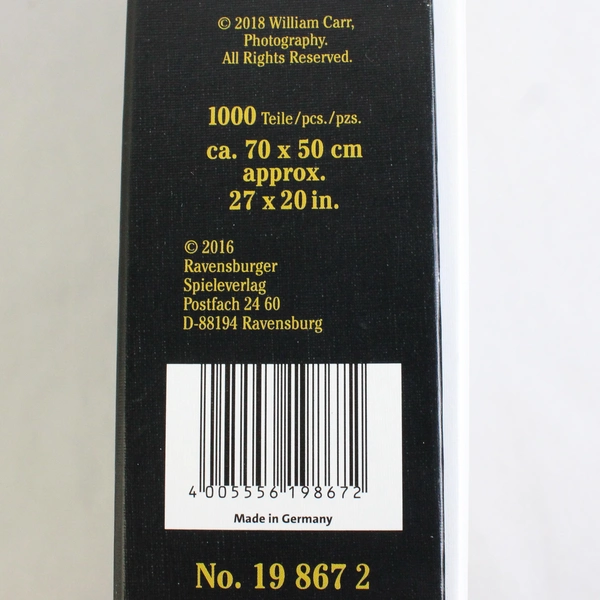 © 2018 William Carr,
Photography.
All Rights Reserved.
1000 Teile/pcs./pzs.
ca. 70 x 50 cm
approx.
27 x 20 in.
© 2016
Ravensburger
Spieleverlag
Postfach 24 60
D-88194 Ravensburg
4 005556 198672
Made in Germany
No. 19 867 2